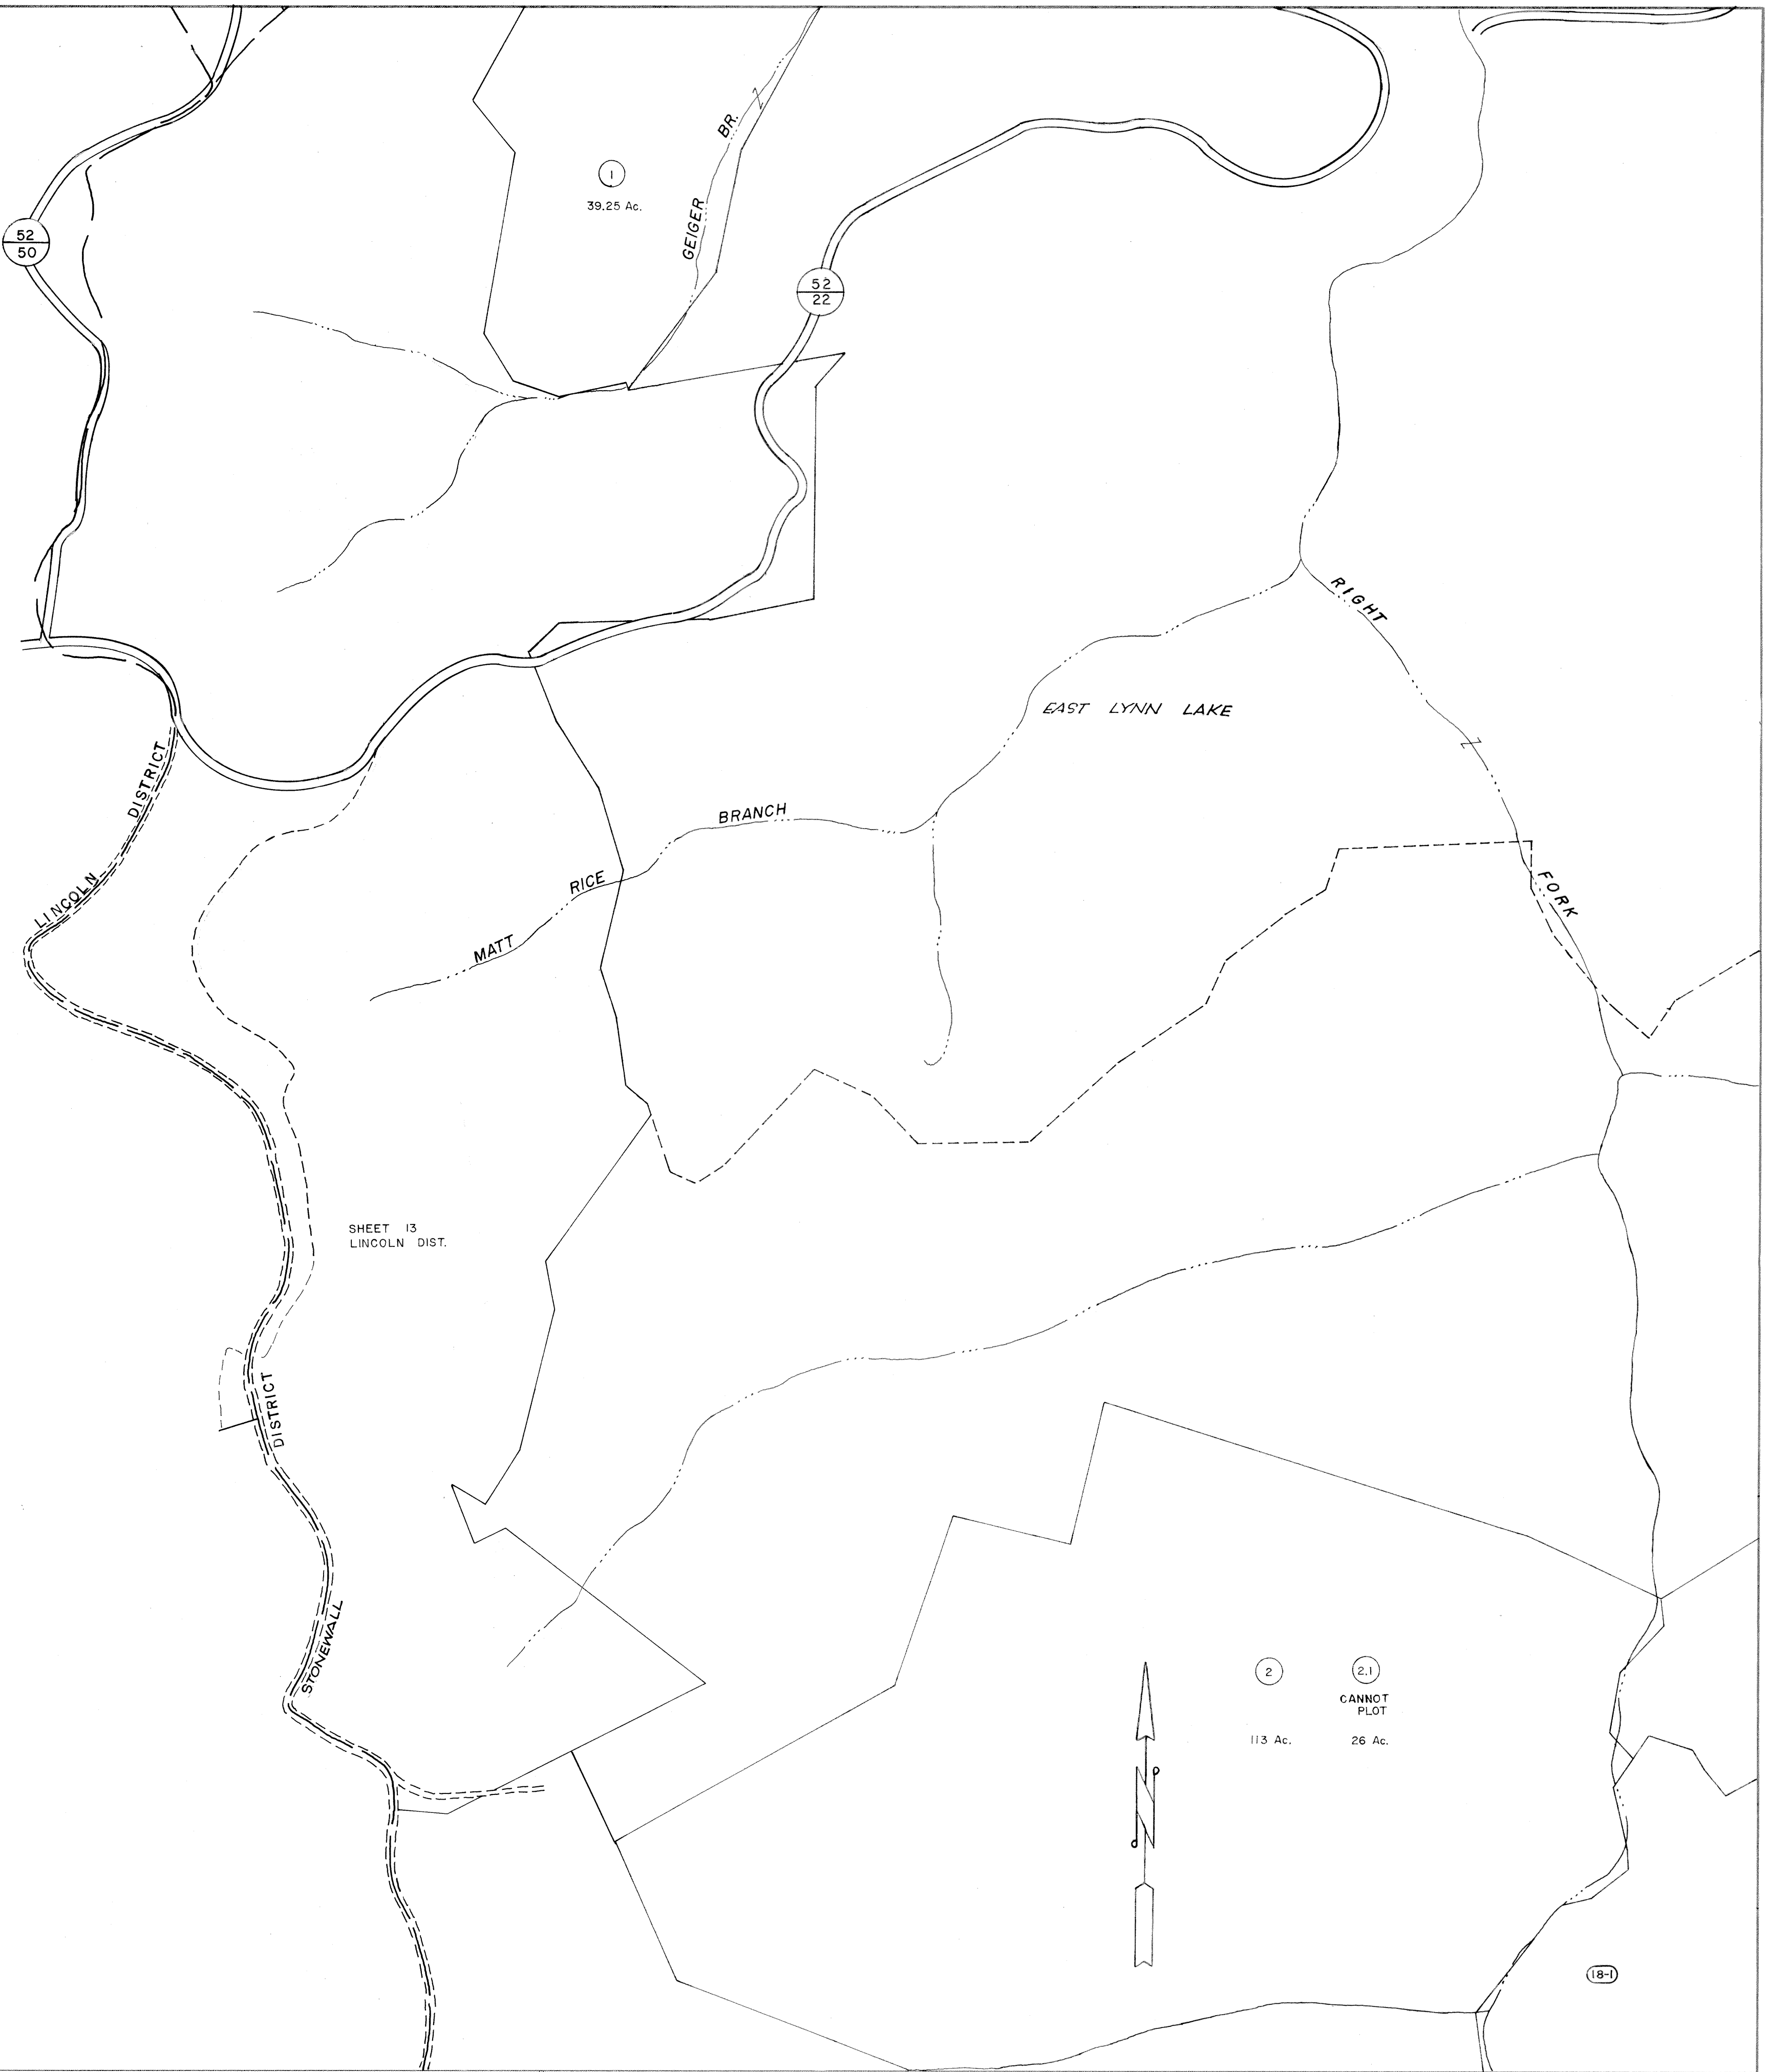 BR.
GEIGER
1
39.25 Ac.
52
50
52
22
RIGHT
EAST LYNN LAKE
DISTRICT
LINCOLN
BRANCH
RICE
MATT
FORK
SHEET 13
LINCOLN DIST.
DISTRICT
STONEWALL
2
2.1
CANNOT
PLOT
113 Ac.
26 Ac.
18-1